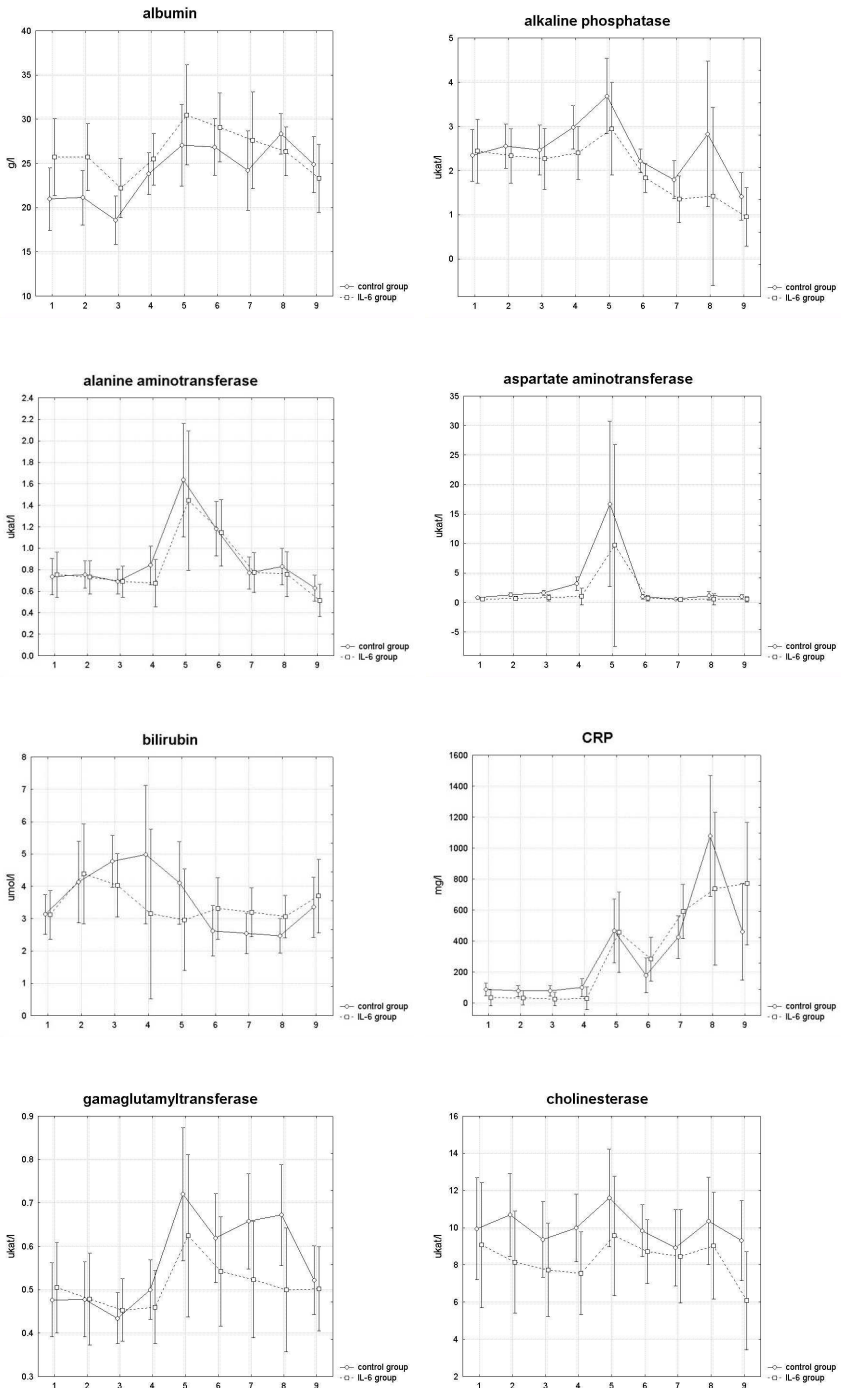 albumin
40
35
30
25
20
15
10
g/l
1 2 3 4 5 6 7 8 9
control group
IL-6 group
alkaline phosphatase
5
4
3
2
1
0
ukat/l
1 2 3 4 5 6 7 8 9
control group
IL-6 group
alanine aminotransferase
2.4
2.2
2.0
1.8
1.6
1.4
1.2
1.0
0.8
0.6
0.4
0.2
0.0
ukat/l
1 2 3 4 5 6 7 8 9
control group
IL-6 group
aspartate aminotransferase
35
30
25
20
15
10
5
0
-5
ukat/l
1 2 3 4 5 6 7 8 9
control group
IL-6 group
bilirubin
8
7
6
5
4
3
2
1
0
umol/l
1 2 3 4 5 6 7 8 9
control group
IL-6 group
CRP
1600
1400
1200
1000
800
600
400
200
0
mg/l
1 2 3 4 5 6 7 8 9
control group
IL-6 group
gamaglutamyltransferase
0.9
0.8
0.7
0.6
0.5
0.4
0.3
ukat/l
1 2 3 4 5 6 7 8 9
control group
IL-6 group
cholinesterase
16
14
12
10
8
6
4
2
ukat/l
1 2 3 4 5 6 7 8 9
control group
IL-6 group